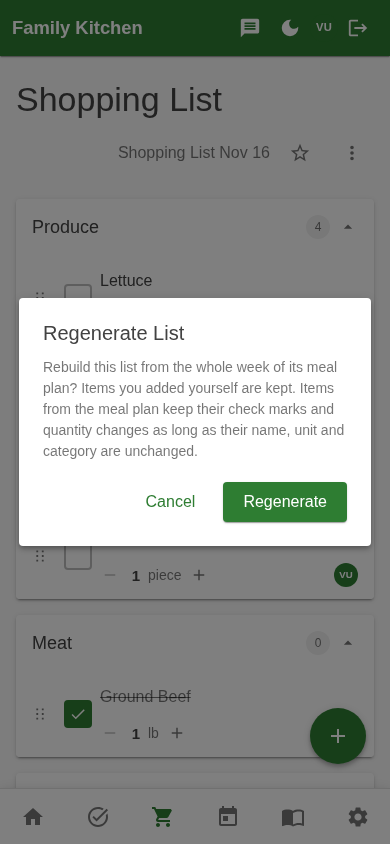 Family Kitchen
VU
Shopping List
Shopping List Nov 16
Produce
4
Lettuce
Regenerate List
Rebuild this list from the whole week of its meal
plan? Items you added yourself are kept. Items
from the meal plan keep their check marks and
quantity changes as long as their name, unit and
category are unchanged.
Cancel
Regenerate
1 piece
VU
Meat
0
Ground Beef
1 lb